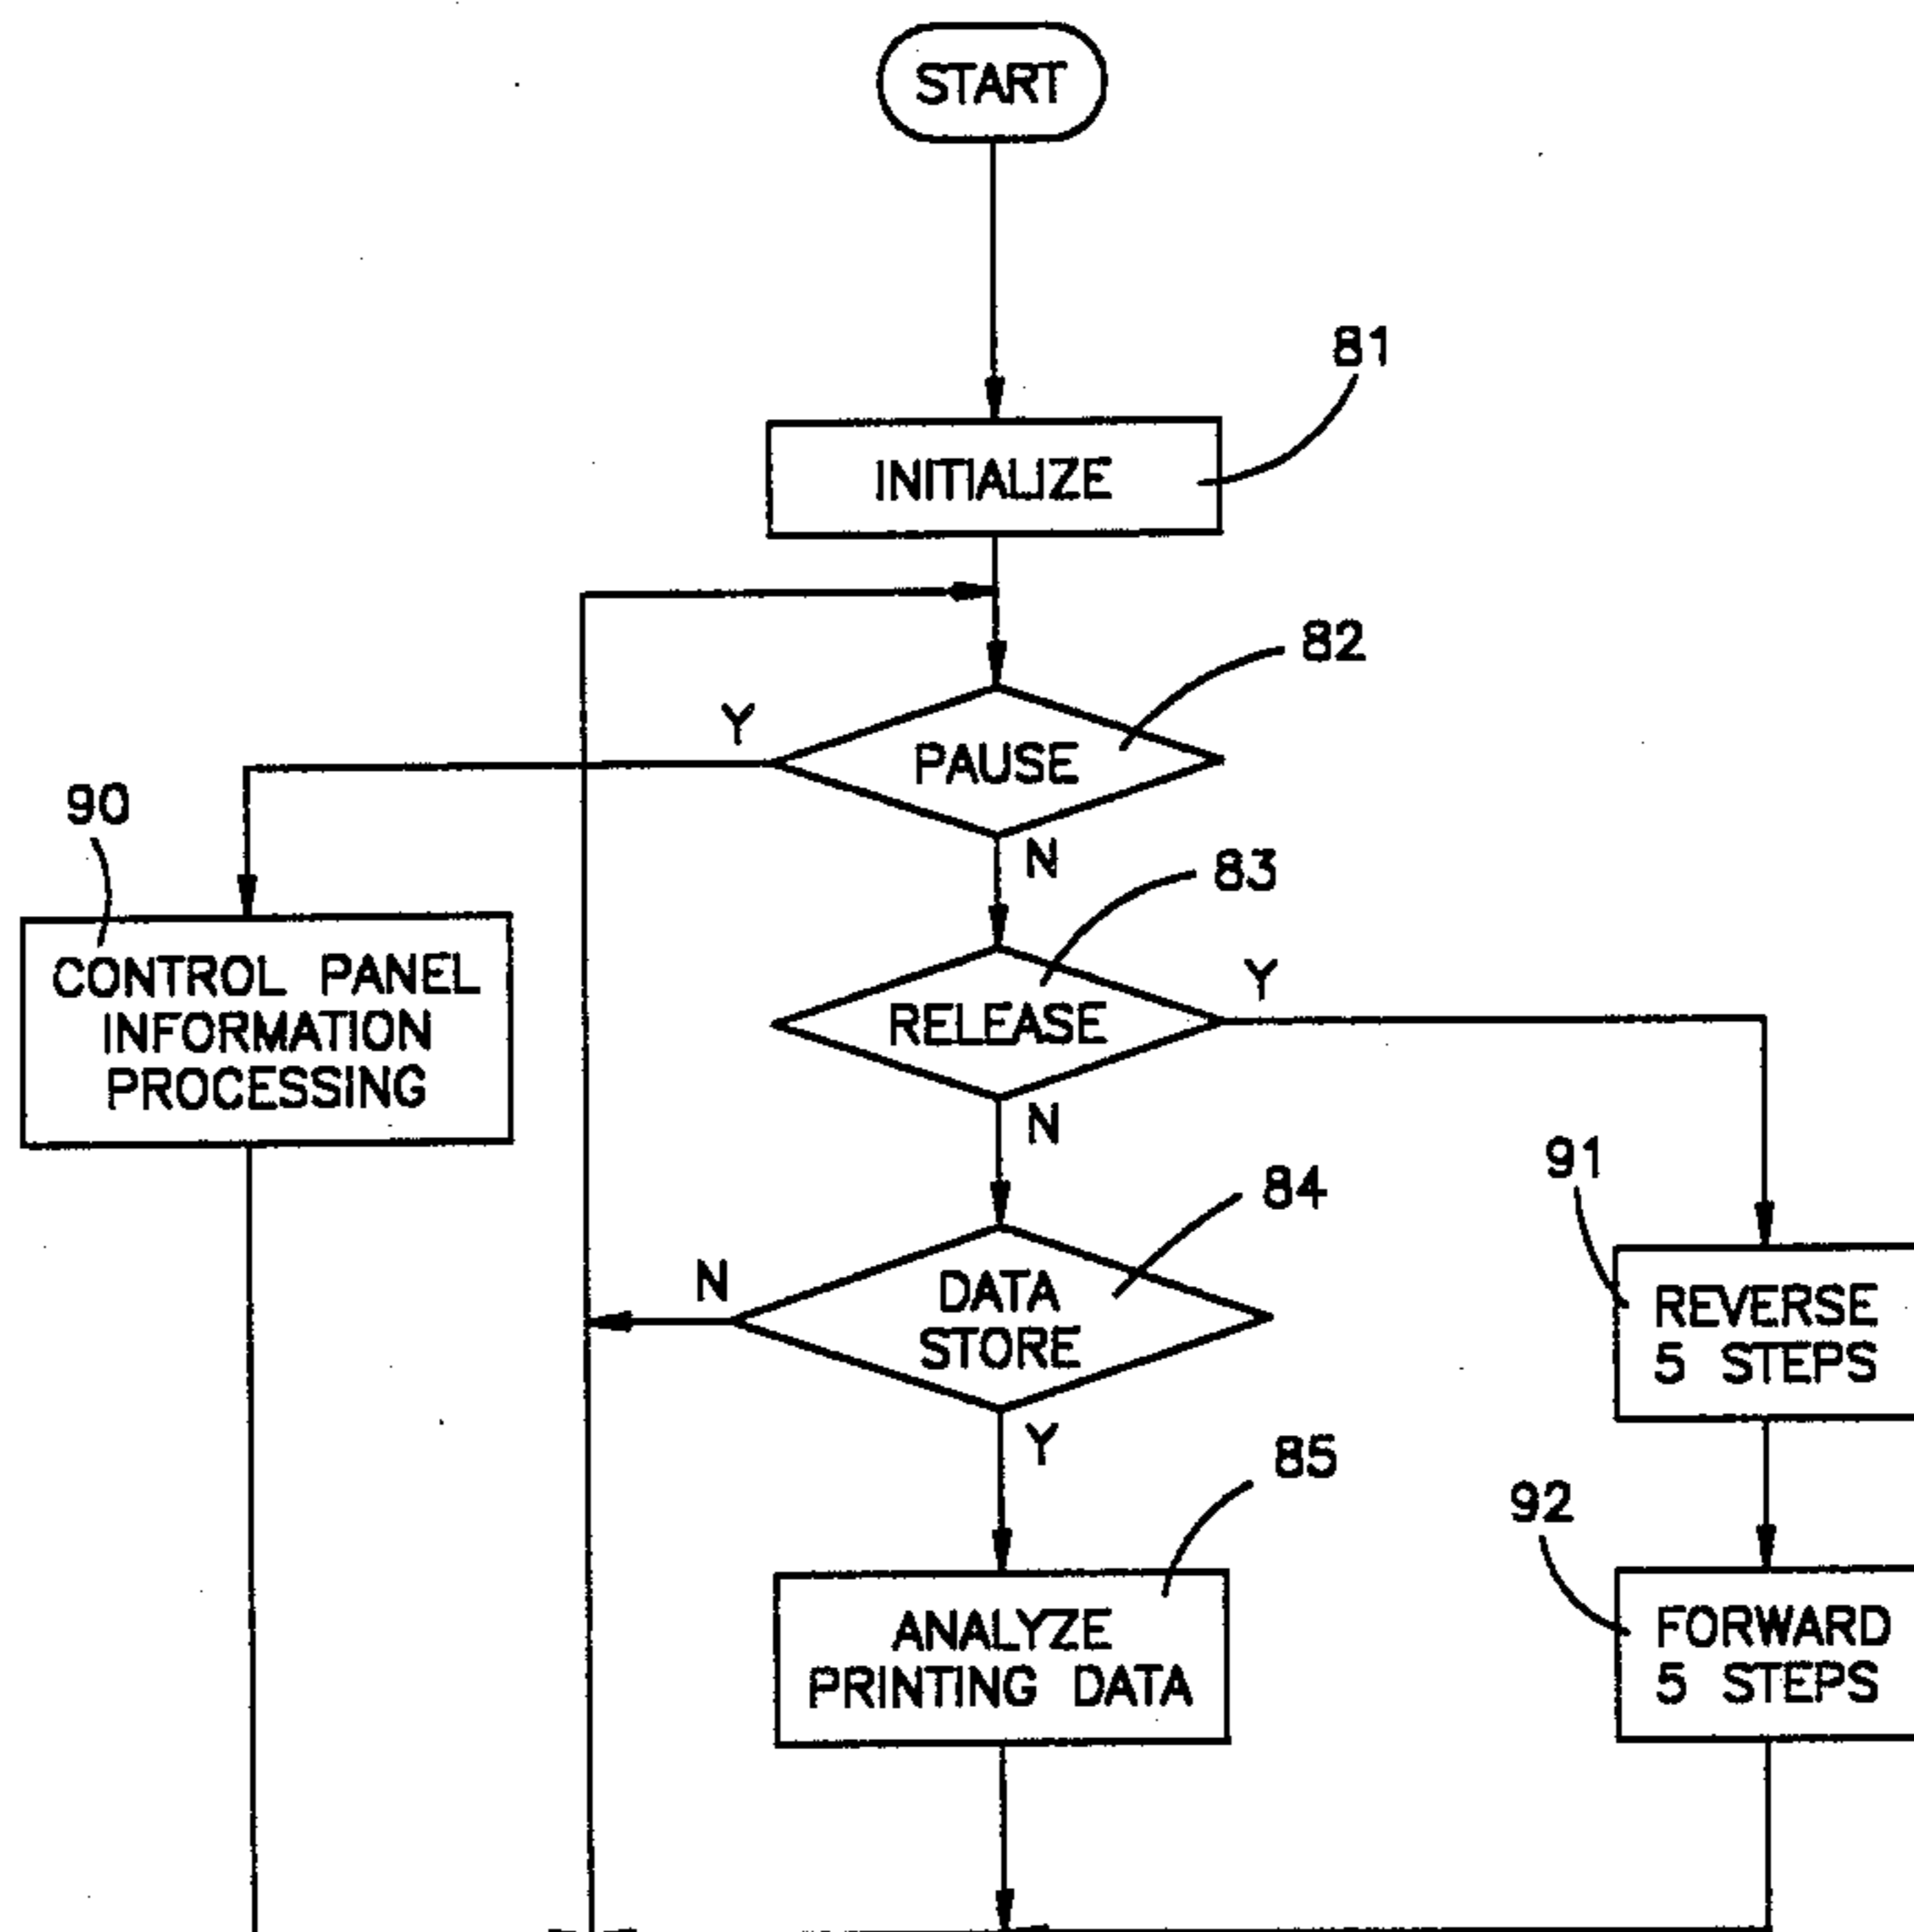 START
81
INITIALIZE
82
Y
PAUSE
90
N
83
CONTROL PANEL
INFORMATION
PROCESSING
Y
RELEASE
N
91
84
N
DATA
STORE
REVERSE
5 STEPS
Y
85
92
ANALYZE
PRINTING DATA
FORWARD
5 STEPS